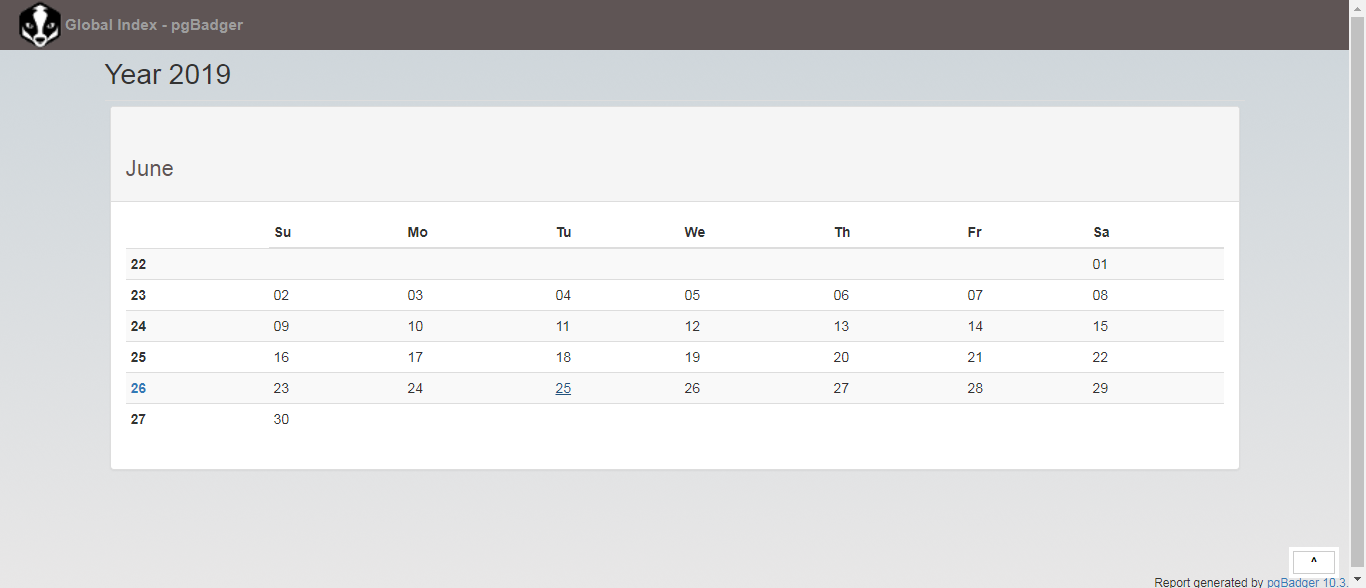 Global Index - pgBadger
Year 2019
June
Su Mo Tu We Th Fr Sa
22 01
23 02 03 04 05 06 07 08
24 09 10 11 12 13 14 15
25 16 17 18 19 20 21 22
26 23 24 25 26 27 28 29
27 30
^
Report generated by pgBadger 10.3.